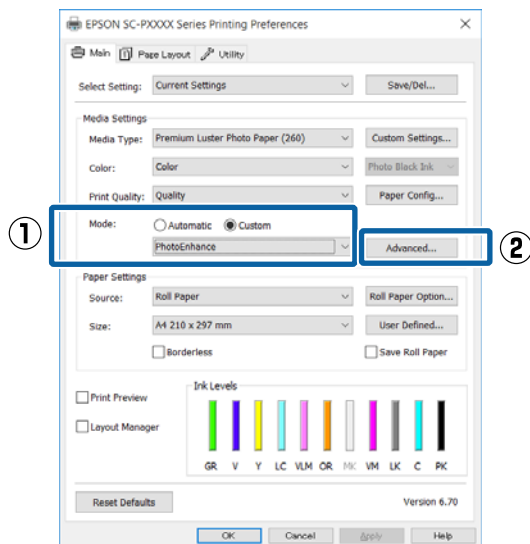 EPSON SC-PXXXX Series Printing Preferences
Main Page Layout Utility
Select Setting: Current Settings Save/Del...
Media Settings
Media Type: Premium Luster Photo Paper (260) Custom Settings...
Color: Color Photo Black Ink
Print Quality: Quality Paper Config...
① Mode: Automatic Custom
PhotoEnhance Advanced... ②
Paper Settings
Source: Roll Paper Roll Paper Option...
Size: A4 210 x 297 mm User Defined...
Borderless Save Roll Paper
Print Preview
Layout Manager
Ink Levels
GR V Y LC VLM OR MK VM LK C PK
Reset Defaults Version 6.70
OK Cancel Apply Help